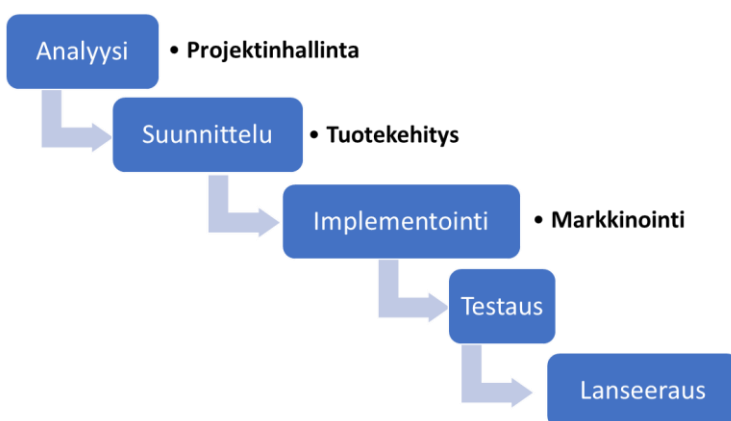 Analyysi
• Projektinhallinta
Suunnittelu
• Tuotekehitys
Implementointi
• Markkinointi
Testaus
Lanseeraus